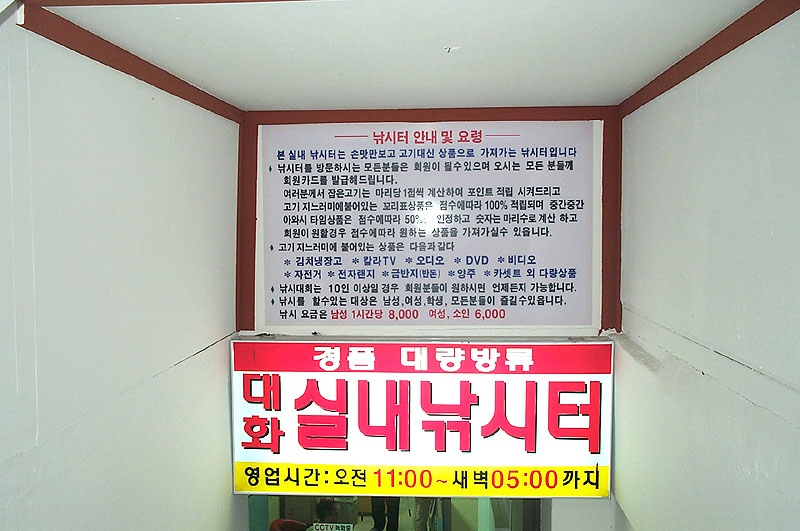 낚시터 안내 및 요령
본 실내 낚시터는 손맛만보고 고기대신 상품으로 가져가는 낚시터입니다
♦ 낚시터를 방문하시는 모든분들은 회원이 될수있으며 오시는 모든 분들께
회원카드를 발급해드립니다.
여러분께서 잡은고기는 마리당 1점씩 계산하여 포인트 적립 시켜드리고
고기 지느러미에붙어있는 꼬리표상품은 점수에따라 100% 적립되며 중간중간
아와시 타임상품은 점수에따라 50% 인정하고 숫자는 마리수로 계산 하고
회원이 원할경우 점수에따라 원하는 상품을 가져가실수 있읍니다.
♦ 고기 지느러미에 붙어있는 상품은 다음과 같다
* 김치냉장고 * 칼라TV * 오디오 * DVD * 비디오
* 자전거 * 전자랜지 * 금반지(반돈) * 양주 * 카셋트 외 다량상품
♦ 낚시대회는 10인 이상일 경우 회원분들이 원하시면 언제든지 가능합니다.
♦ 낚시를 할수있는 대상은 남성,여성,학생, 모든분들이 즐길수있읍니다.
낚시 요금은 남성 1시간당 8,000 여성, 소인 6,000
경품 대량방류
대화 실내낚시터
영업시간:오전 11:00~새벽05:00까지
CCTV